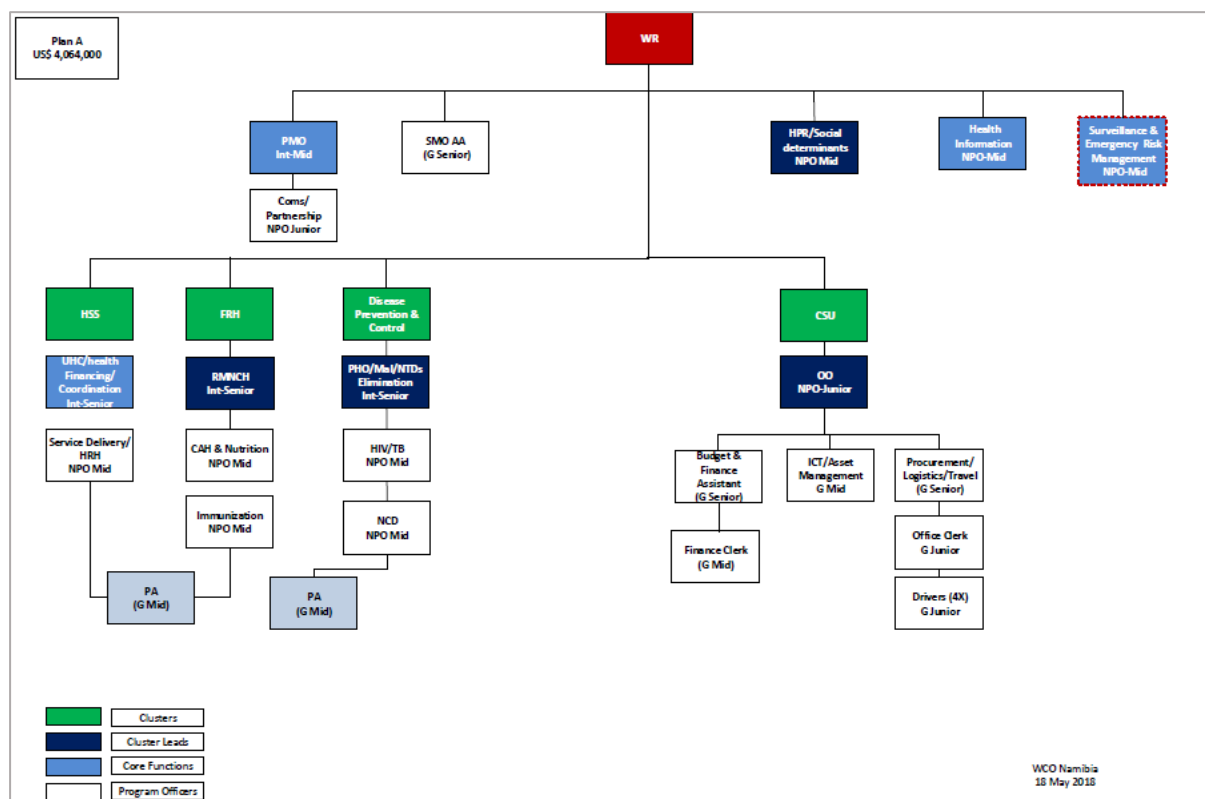 Plan A
US$ 4,064,000
WR
PMO
Int-Mid
SMO AA
(G Senior)
HPR/Social
determinants
NPO Mid
Health
Information
NPO-Mid
Surveillance &
Emergency Risk
Management
NPO-Mid
Coms/
Partnership
NPO Junior
HSS
FRH
Disease
Prevention &
Control
CSU
UHC/health
Financing/
Coordination
Int-Senior
RMNCH
Int-Senior
PHO/Mal/NTDs
Elimination
Int-Senior
OO
NPO-Junior
Service Delivery/
HRH
NPO Mid
CAH & Nutrition
NPO Mid
HIV/TB
NPO Mid
Budget &
Finance
Assistant
(G Senior)
ICT/Asset
Management
G Mid
Procurement/
Logistics/Travel
(G Senior)
Immunization
NPO Mid
NCD
NPO Mid
Finance Clerk
(G Mid)
Office Clerk
G Junior
PA
(G Mid)
PA
(G Mid)
Drivers (4X)
G Junior
Clusters
Cluster Leads
Core Functions
Program Officers
WCO Namibia
18 May 2018